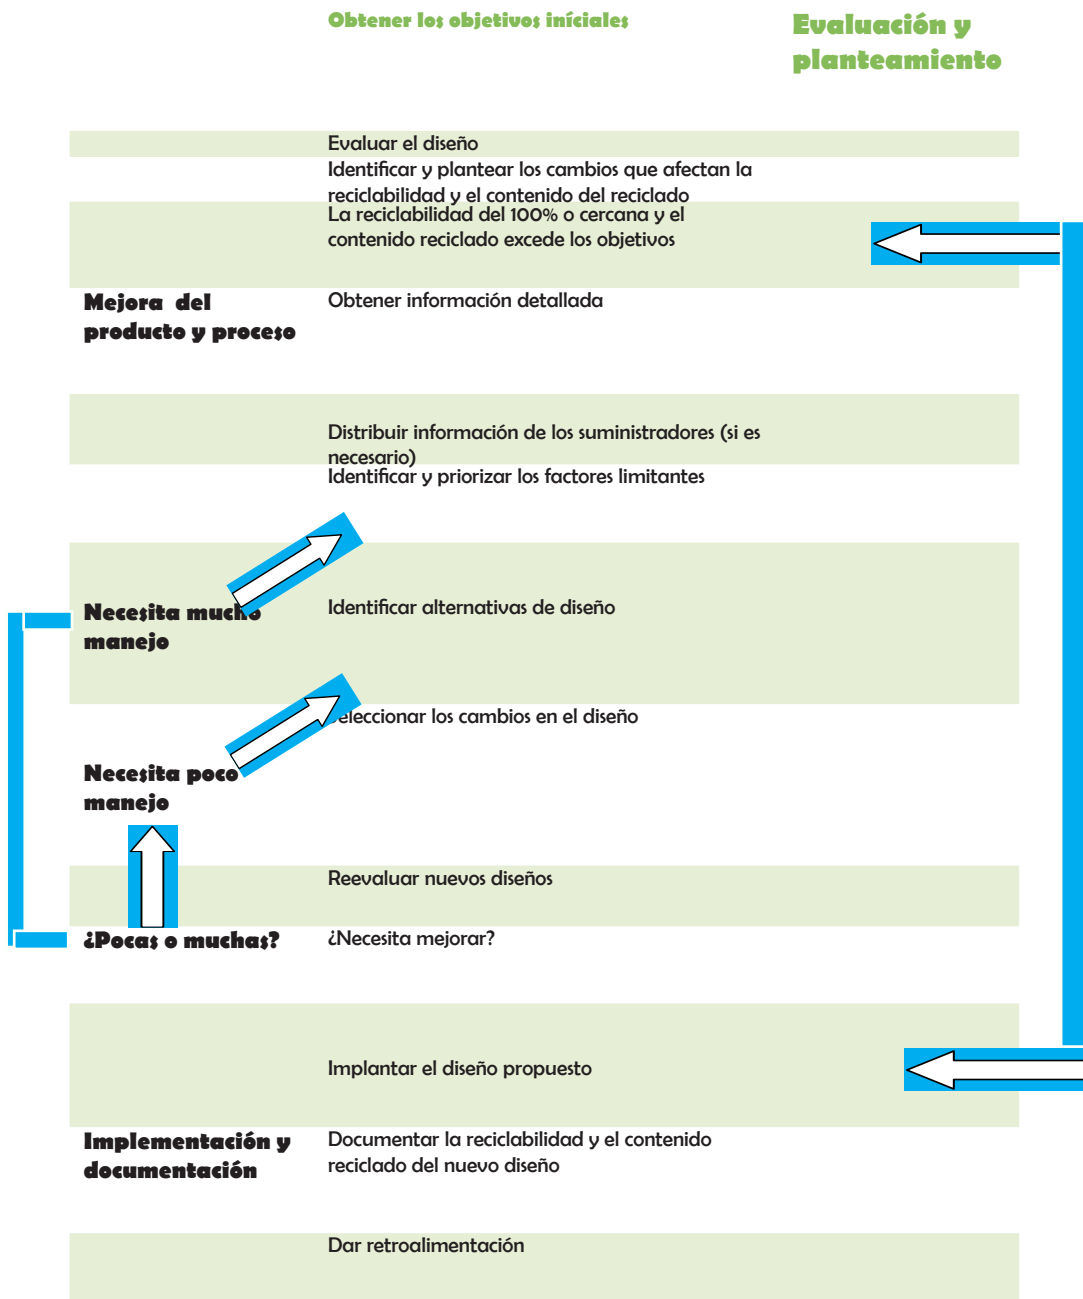 Obtener los objetivos iníciales
Evaluación y
planteamiento
Evaluar el diseño
Identificar y plantear los cambios que afectan la
reciclabilidad y el contenido del reciclado
La reciclabilidad del 100% o cercana y el
contenido reciclado excede los objetivos
Mejora del
producto y proceso
Obtener información detallada
Distribuir información de los suministradores (si es
necesario)
Identificar y priorizar los factores limitantes
Necesita mucho
manejo
Identificar alternativas de diseño
Seleccionar los cambios en el diseño
Necesita poco
manejo
Reevaluar nuevos diseños
¿Pocas o muchas?
¿Necesita mejorar?
Implantar el diseño propuesto
Implementación y
documentación
Documentar la reciclabilidad y el contenido
reciclado del nuevo diseño
Dar retroalimentación